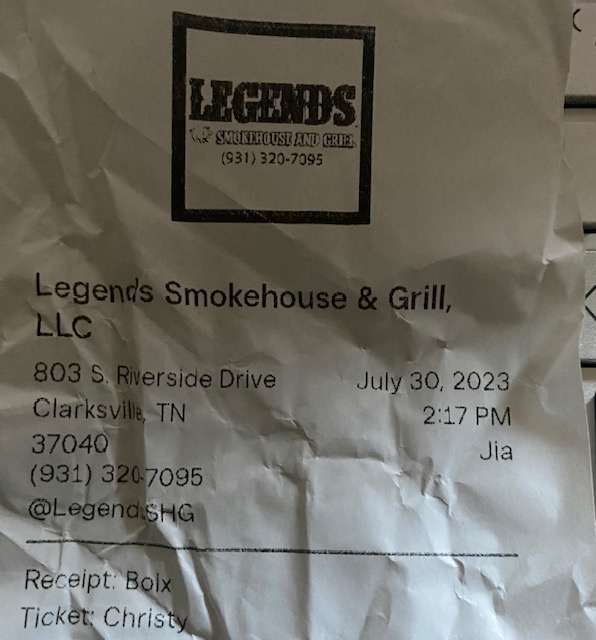 LEGENDS
SMOKEHOUSE AND GRILL
(931) 320-7095
Legends Smokehouse & Grill,
LLC
803 S. Riverside Drive
July 30, 2023
Clarksville, TN
2:17 PM
37040
Jia
(931) 320-7095
@LegendsSHG
Receipt: Bolx
Ticket: Christy